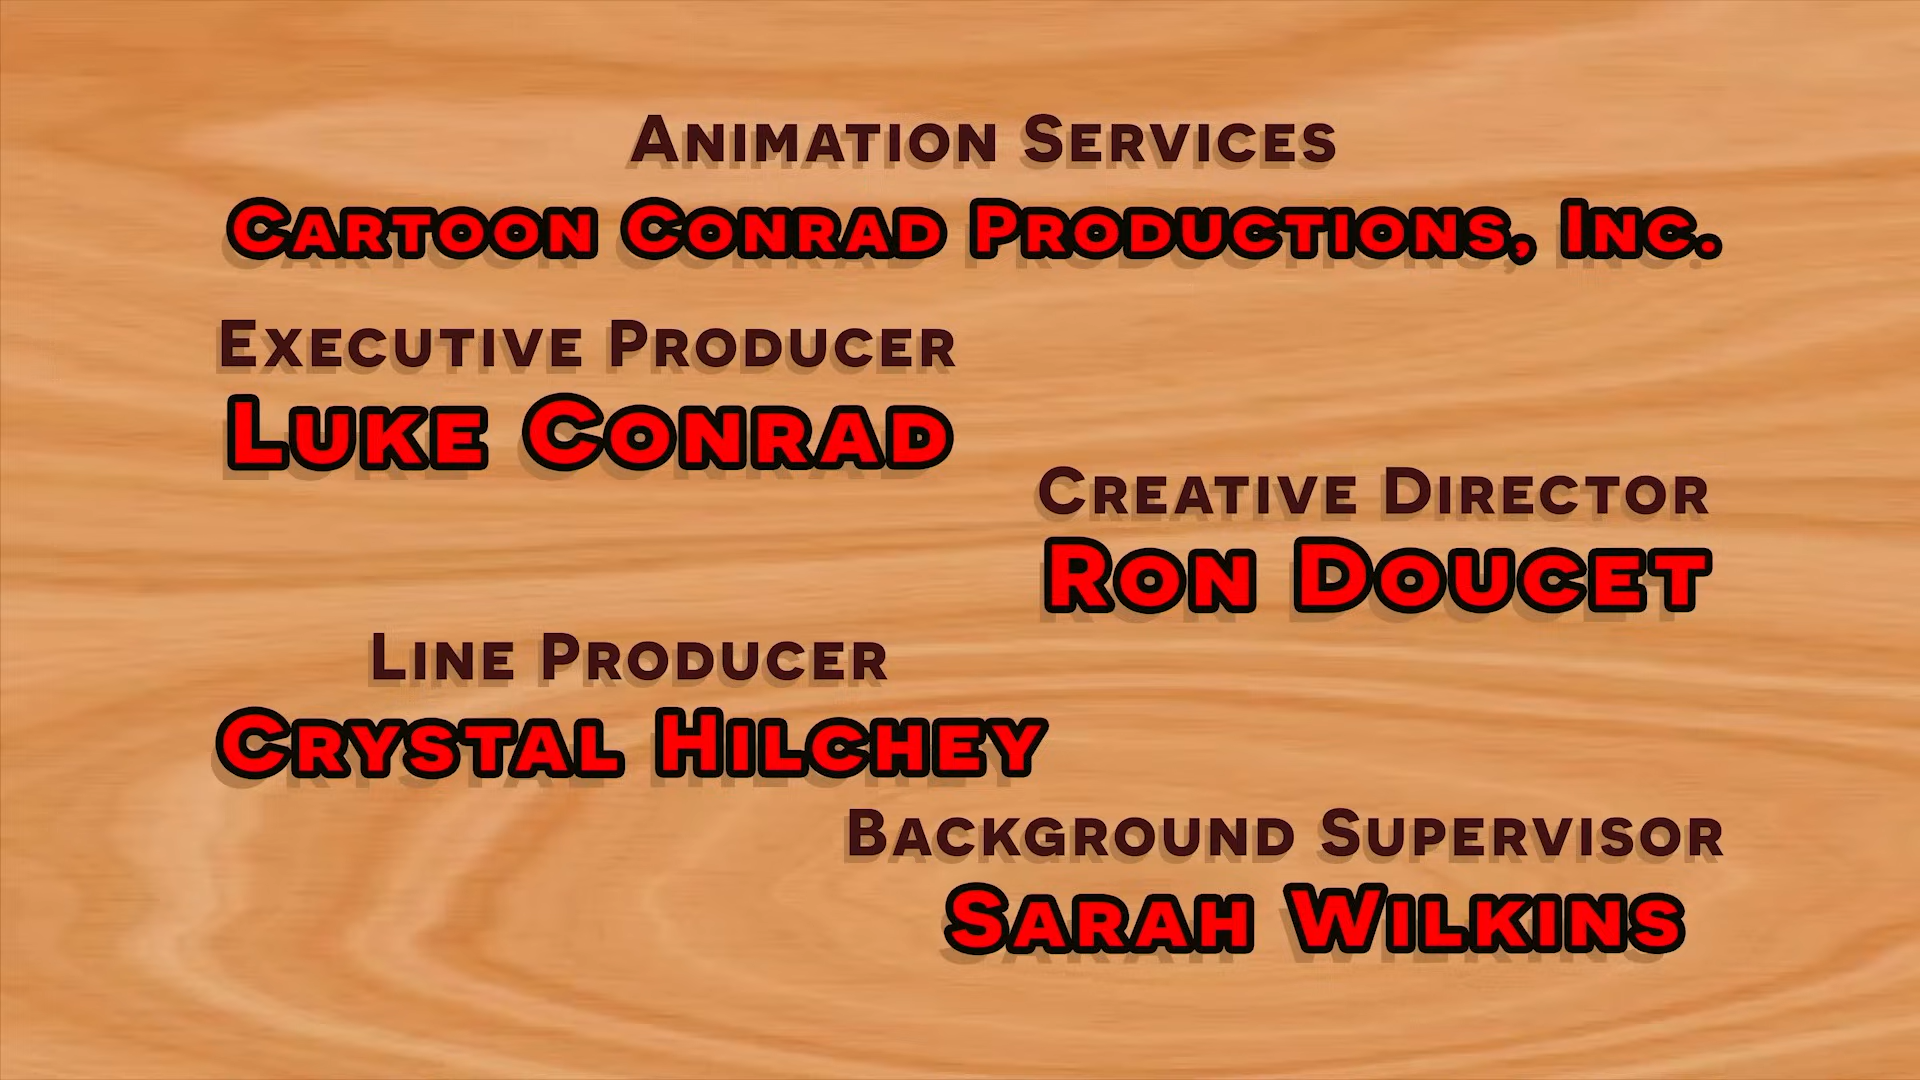 Animation Services
Cartoon Conrad Productions, Inc.
Executive Producer
Luke Conrad
Creative Director
Ron Doucet
Line Producer
Crystal Hilchey
Background Supervisor
Sarah Wilkins